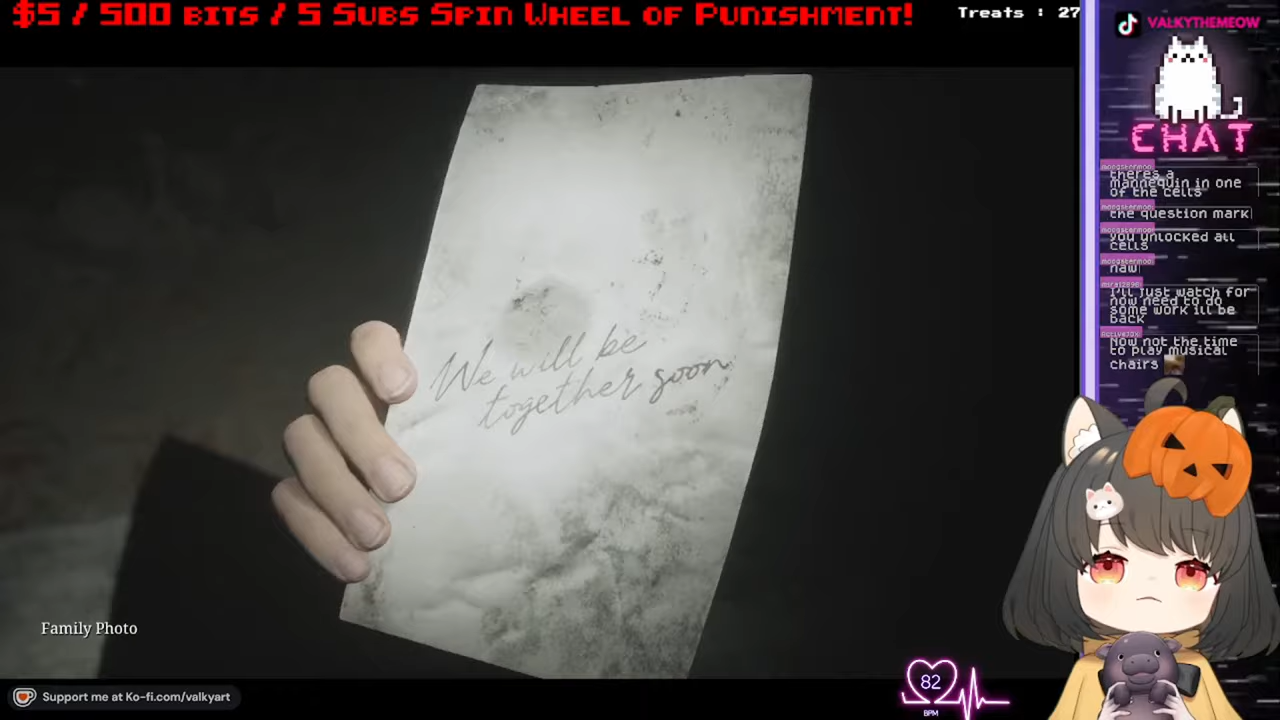 $5 / 500 BITS / 5 SUBS SPIN WHEEL OF PUNISHMENT!
Treats : 27
VALKYTHEMEOW
CHAT
theres a
mannequin in one
of the cells
the question mark
you unlocked all
cells
naw
I'll just watch for
now need to do
some work ill be
back
Now not the time
to play musical
chairs
We will be
together soon
Family Photo
Support me at Ko-fi.com/valkyart
82
BPM